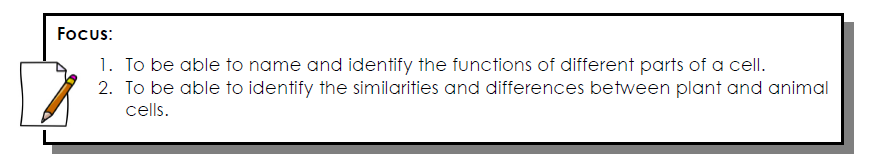 Focus:
1. To be able to name and identify the functions of different parts of a cell.
2. To be able to identify the similarities and differences between plant and animal
cells.